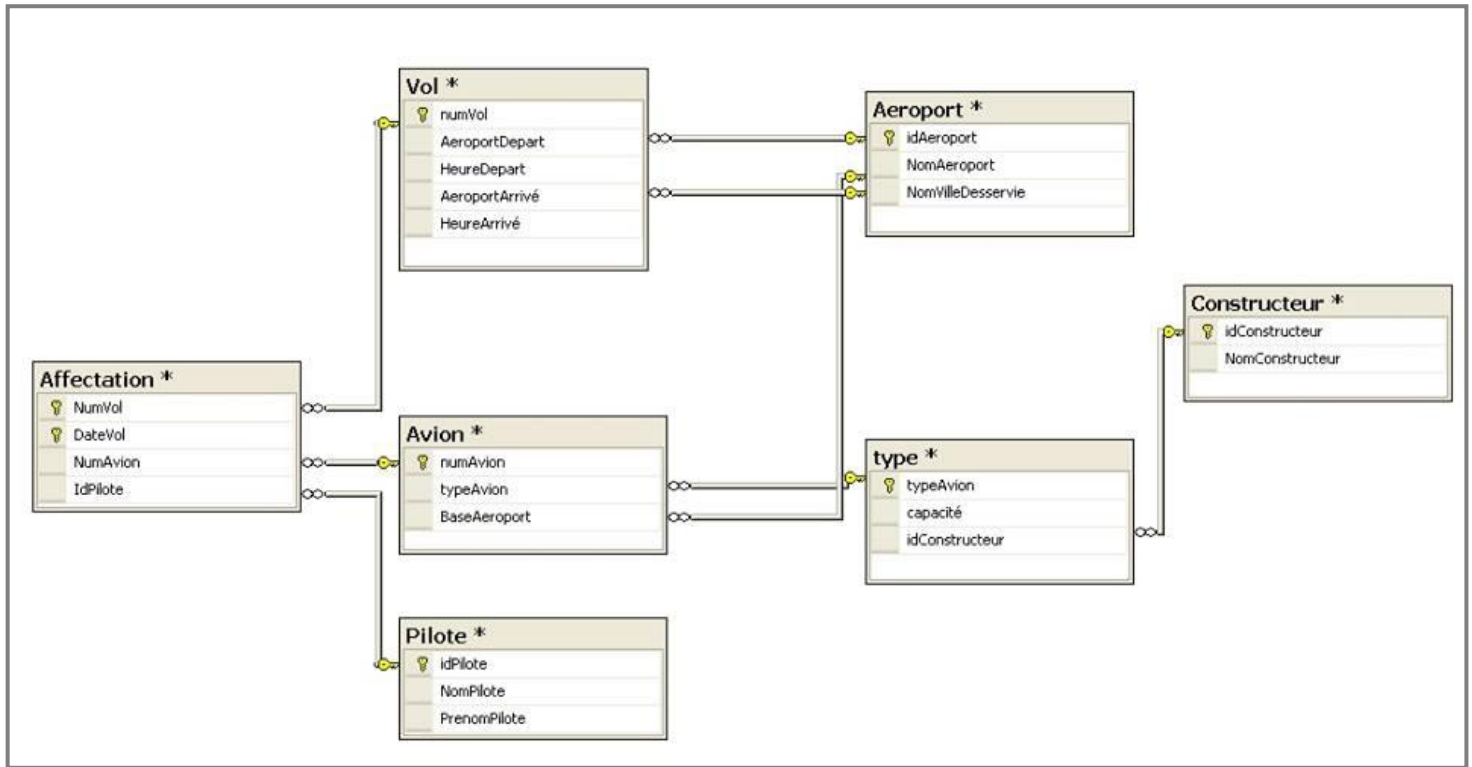 Vol *
numVol
AeroportDepart
HeureDepart
AeroportArrivé
HeureArrivé
Aeroport *
idAeroport
NomAeroport
NomVilleDesservie
Constructeur *
idConstructeur
NomConstructeur
Affectation *
NumVol
DateVol
NumAvion
IdPilote
Avion *
numAvion
typeAvion
BaseAeroport
type *
typeAvion
capacité
idConstructeur
Pilote *
idPilote
NomPilote
PrenomPilote